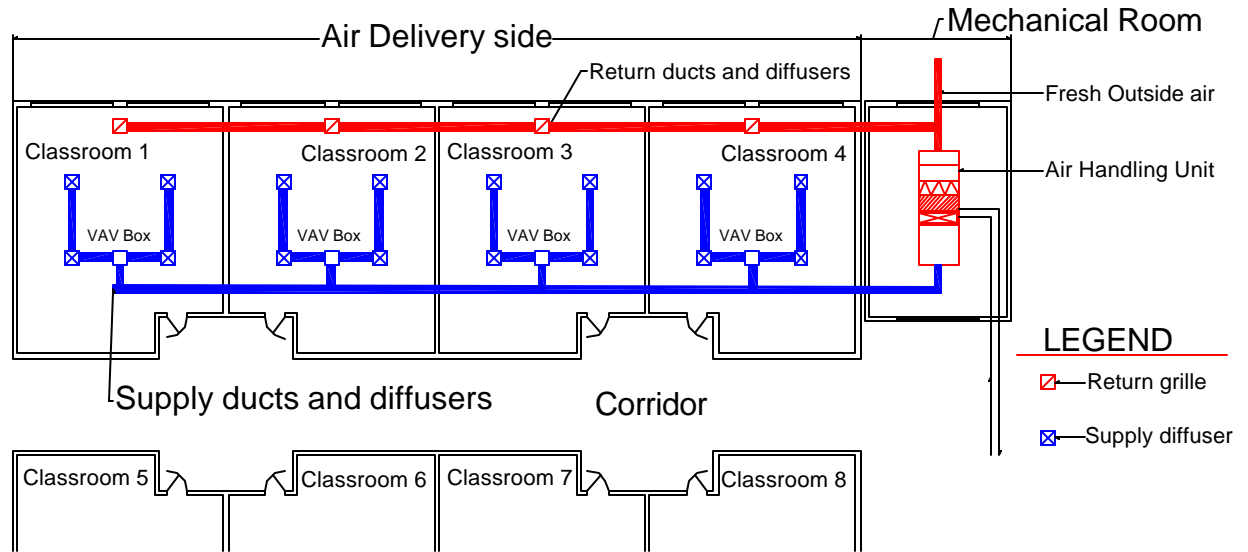 Mechanical Room
Air Delivery side
Return ducts and diffusers
Fresh Outside air
Classroom 1
Classroom 2
Classroom 3
Classroom 4
Air Handling Unit
VAV Box
VAV Box
VAV Box
VAV Box
LEGEND
Return grille
Supply ducts and diffusers
Corridor
Supply diffuser
Classroom 5
Classroom 6
Classroom 7
Classroom 8